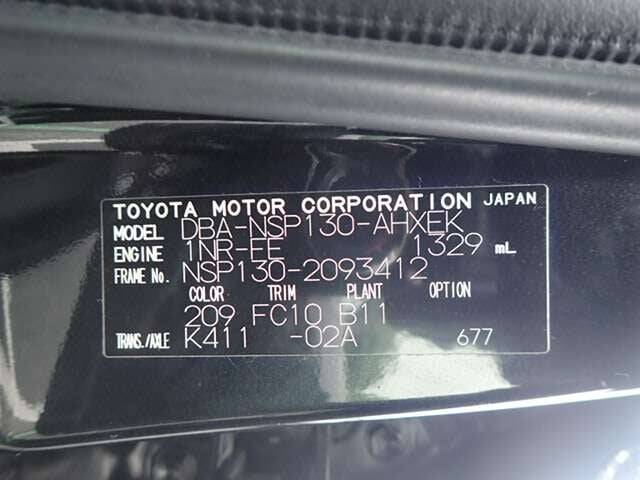 TOYOTA MOTOR CORPORATION JAPAN
MODEL DBA-NSP130-AHXEK
ENGINE 1NR-FE 1329 mL
FRAME No. NSP130-2093412
COLOR TRIM PLANT OPTION
209 FC10 B11
TRANS./AXLE K411 -02A 677